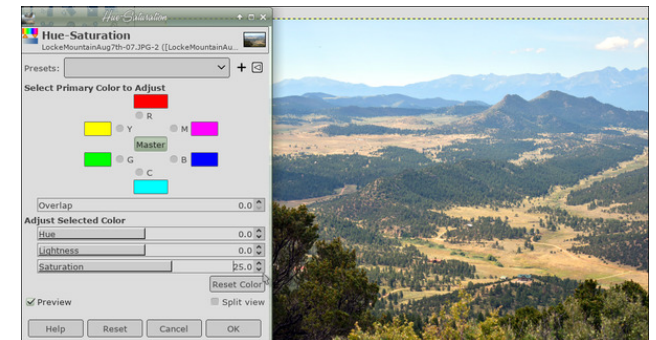 Hue-Saturation
Hue-Saturation
LockeMountainAug7th-07.JPG-2 ([LockeMountainAu...
Presets:
Select Primary Color to Adjust
R
Y M
Master
G B
C
Overlap 0.0
Adjust Selected Color
Hue 0.0
Lightness 0.0
Saturation 25.0
Reset Color
Preview Split view
Help Reset Cancel OK